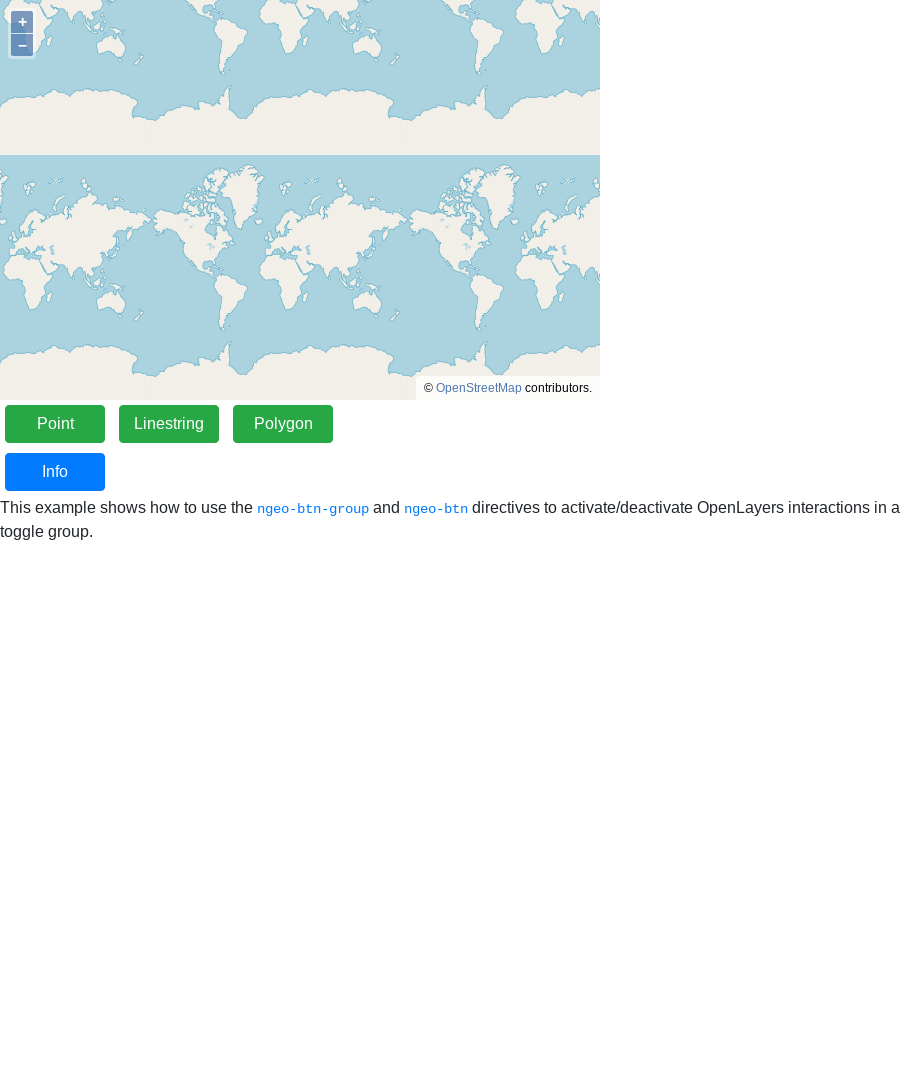 +
−
© OpenStreetMap contributors.
Point Linestring Polygon
Info
This example shows how to use the ngeo-btn-group and ngeo-btn directives to activate/deactivate OpenLayers interactions in a
toggle group.